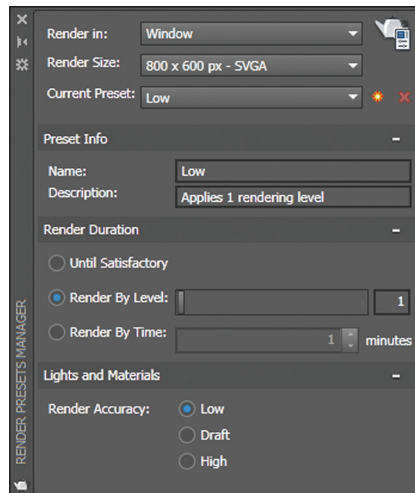 Render in: Window
Render Size: 800 x 600 px - SVGA
Current Preset: Low
Preset Info
Name: Low
Description: Applies 1 rendering level
Render Duration
Until Satisfactory
Render By Level: 1
Render By Time: 1 minutes
Lights and Materials
Render Accuracy: Low
Draft
High
RENDER PRESETS MANAGER